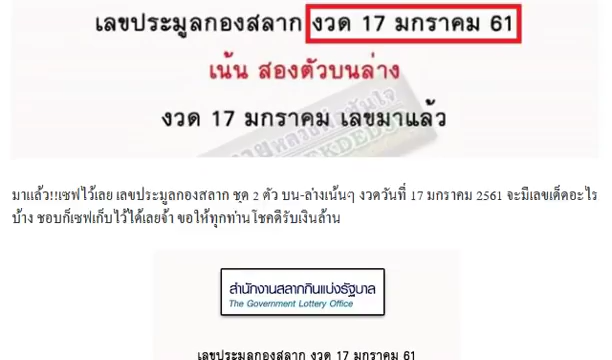 เลขประมูลกองสลาก งวด 17 มกราคม 61
เน้น สองตัวบนล่าง
งวด 17 มกราคม เลขมาแล้ว
มาแล้ว!!เซฟไว้เลย เลขประมูลกองสลาก ชุด 2 ตัว บน-ล่างเน้นๆ งวดวันที่ 17 มกราคม 2561 จะมีเลขเด็ดอะไร
บ้าง ชอบก็เซฟเก็บไว้ได้เลยจ้า ขอให้ทุกท่าน โชคดีรับเงินล้าน
สำนักงานสลากกินแบ่งรัฐบาล
The Government Lottery Office
เลขประมูลกองสลาก งวด 17 มกราคม 61